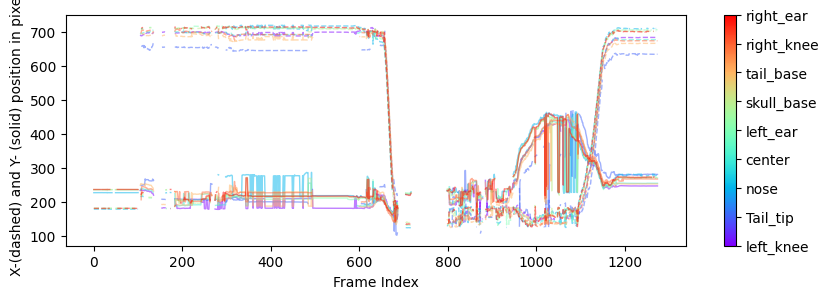 X-(dashed) and Y- (solid) position in pixe
700
600
500
400
300
200
100
0
200
400
600
800
1000
1200
Frame Index
right_ear
right_knee
tail_base
skull_base
left_ear
center
nose
Tail_tip
left_knee